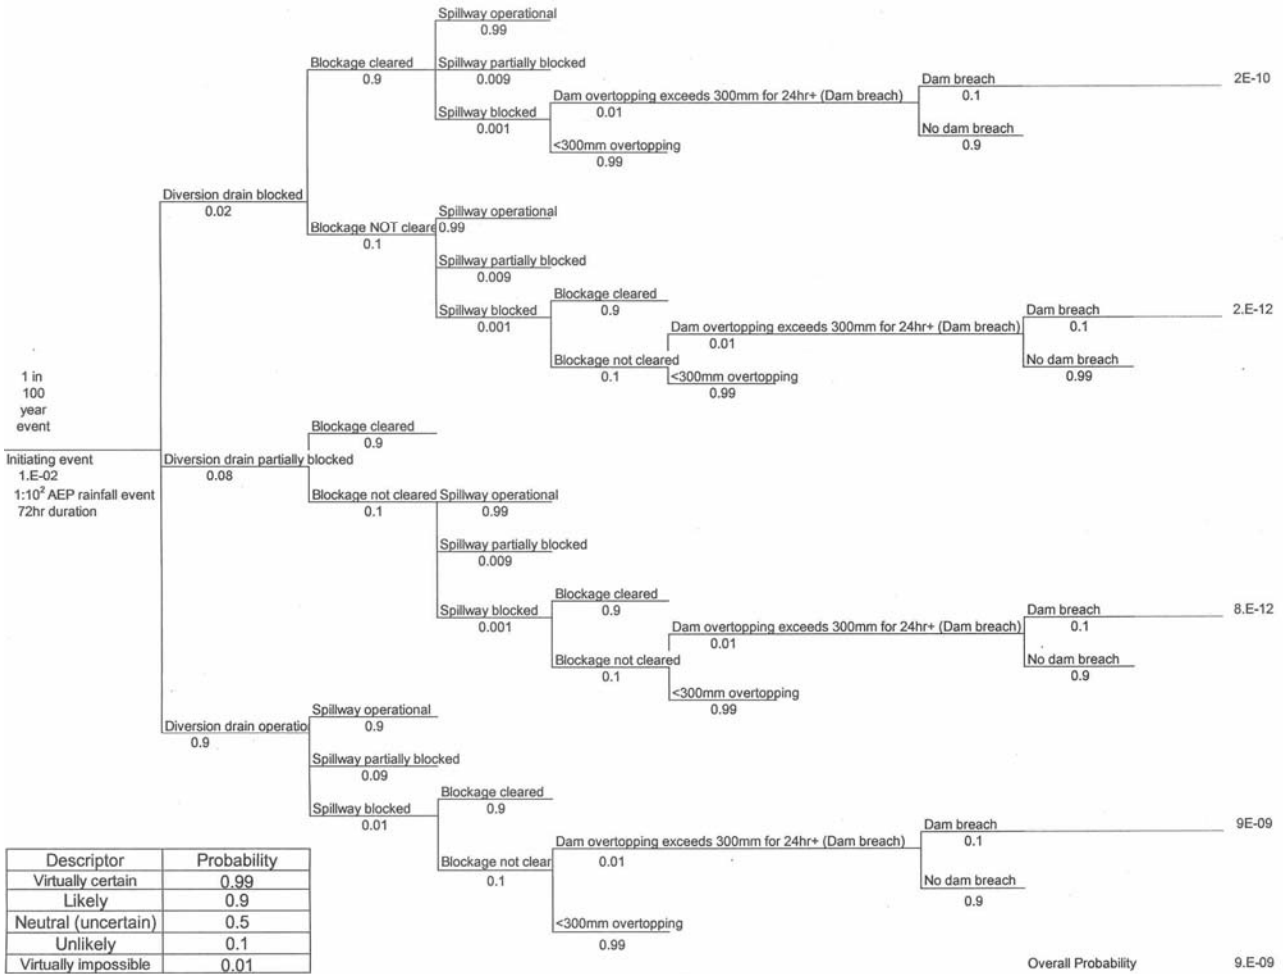 Spillway operational
0.99
Blockage cleared
0.9
Spillway partially blocked
0.009
Spillway blocked
0.001
Dam overtopping exceeds 300mm for 24hr+ (Dam breach)
0.01
Dam breach
0.1
2E-10
No dam breach
0.9
<300mm overtopping
0.99
Diversion drain blocked
0.02
Blockage NOT cleare
0.1
Spillway operational
0.99
Spillway partially blocked
0.009
Spillway blocked
0.001
Blockage cleared
0.9
Dam overtopping exceeds 300mm for 24hr+ (Dam breach)
0.01
Dam breach
0.1
2.E-12
No dam breach
0.99
Blockage not cleared
0.1
<300mm overtopping
0.99
1 in
100
year
event
Initiating event
1.E-02
1:10² AEP rainfall event
72hr duration
Diversion drain partially blocked
0.08
Blockage cleared
0.9
Blockage not cleared
0.1
Spillway operational
0.99
Spillway partially blocked
0.009
Spillway blocked
0.001
Blockage cleared
0.9
Dam overtopping exceeds 300mm for 24hr+ (Dam breach)
0.01
Dam breach
0.1
8.E-12
No dam breach
0.9
Blockage not cleared
0.1
<300mm overtopping
0.99
Diversion drain operatio
0.9
Spillway operational
0.9
Spillway partially blocked
0.09
Spillway blocked
0.01
Blockage cleared
0.9
Blockage not clear
0.1
Dam overtopping exceeds 300mm for 24hr+ (Dam breach)
0.01
Dam breach
0.1
9E-09
No dam breach
0.9
<300mm overtopping
0.99
Descriptor Probability
Virtually certain 0.99
Likely 0.9
Neutral (uncertain) 0.5
Unlikely 0.1
Virtually impossible 0.01
Overall Probability 9.E-09